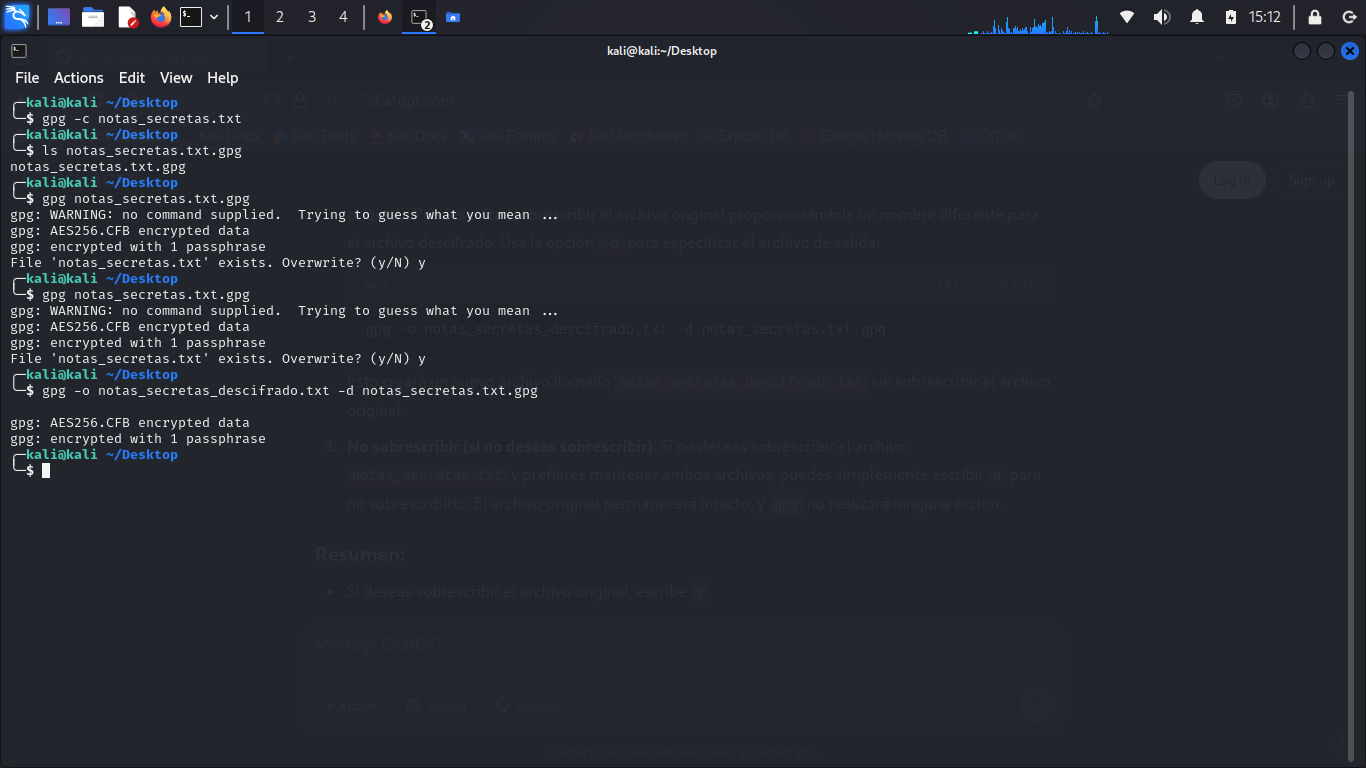 1 2 3 4 2 15:12
kali@kali:~/Desktop
File Actions Edit View Help
kali@kali ~/Desktop
$ gpg -c notas_secretas.txt
https://chatgpt.com
kali@kali ~/Desktop
Kali Linux Kali Tools Kali Docs Kali Forums Kali NetHunter Exploit-DB Google Hacking DB OffSec
$ ls notas_secretas.txt.gpg
notas_secretas.txt.gpg
kali@kali ~/Desktop
Log in Sign up
$ gpg notas_secretas.txt.gpg
gpg: WARNING: no command supplied.  Trying to guess what you mean ...
sobrescribir el archivo original proporcionándole un nombre diferente para
gpg: AES256.CFB encrypted data
el archivo descifrado. Usa la opción -o para especificar el archivo de salida:
gpg: encrypted with 1 passphrase
File 'notas_secretas.txt' exists. Overwrite? (y/N) y
kali@kali ~/Desktop
Copy Edit
$ gpg notas_secretas.txt.gpg
gpg: WARNING: no command supplied.  Trying to guess what you mean ...
gpg: AES256.CFB encrypted data
gpg -o notas_secretas_descifrado.txt -d notas_secretas.txt.gpg
gpg: encrypted with 1 passphrase
File 'notas_secretas.txt' exists. Overwrite? (y/N) y
kali@kali ~/Desktop
Esto creará un nuevo archivo llamado notas_secretas_descifrado.txt sin sobrescribir el archivo
$ gpg -o notas_secretas_descifrado.txt -d notas_secretas.txt.gpg
original.
gpg: AES256.CFB encrypted data
gpg: encrypted with 1 passphrase
3. No sobrescribir (si no deseas sobrescribir): Si no deseas sobrescribir el archivo
kali@kali ~/Desktop
$
notas_secretas.txt y prefieres mantener ambos archivos, puedes simplemente escribir n para
no sobrescribirlo. El archivo original permanecerá intacto, y gpg no realizará ninguna acción.
Resumen:
Si deseas sobrescribir el archivo original, escribe y.
Message ChatGPT
Attach Search Reason
ChatGPT can make mistakes. Check important info.